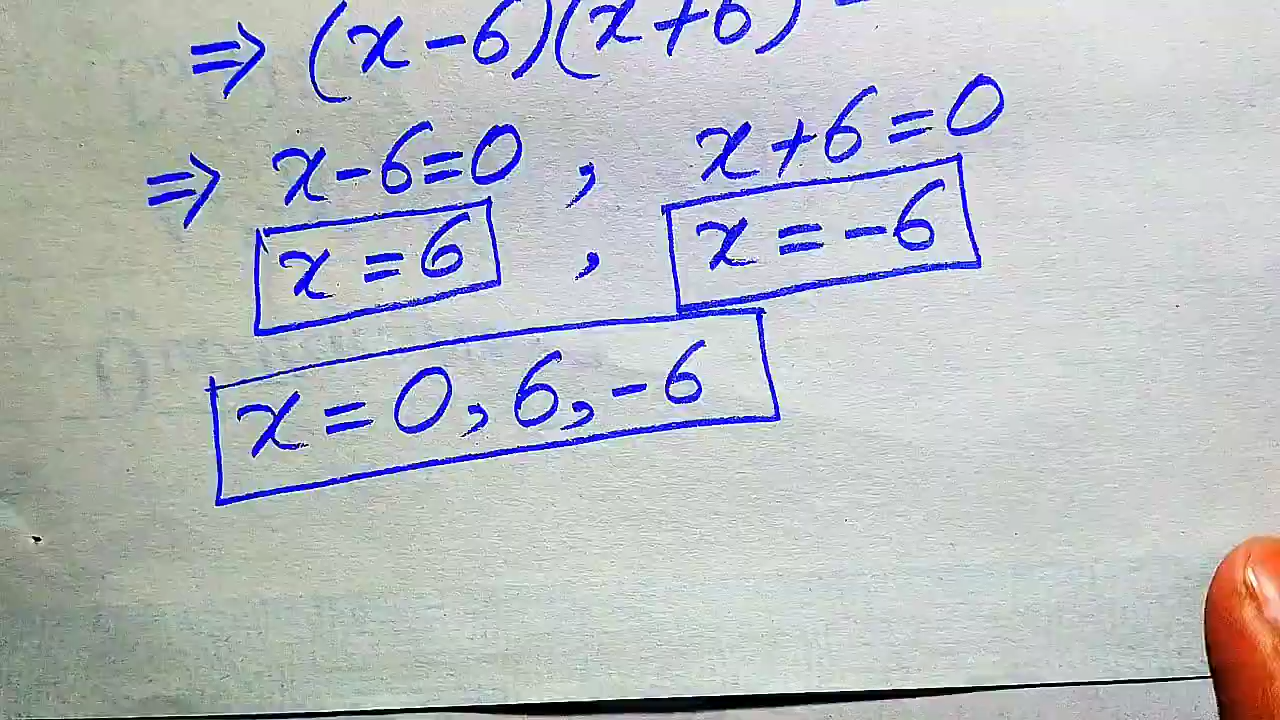 ⇒ (x-6)(x+6)
⇒ x-6=0 , x+6=0
x=6 , x=-6
x=0,6,-6